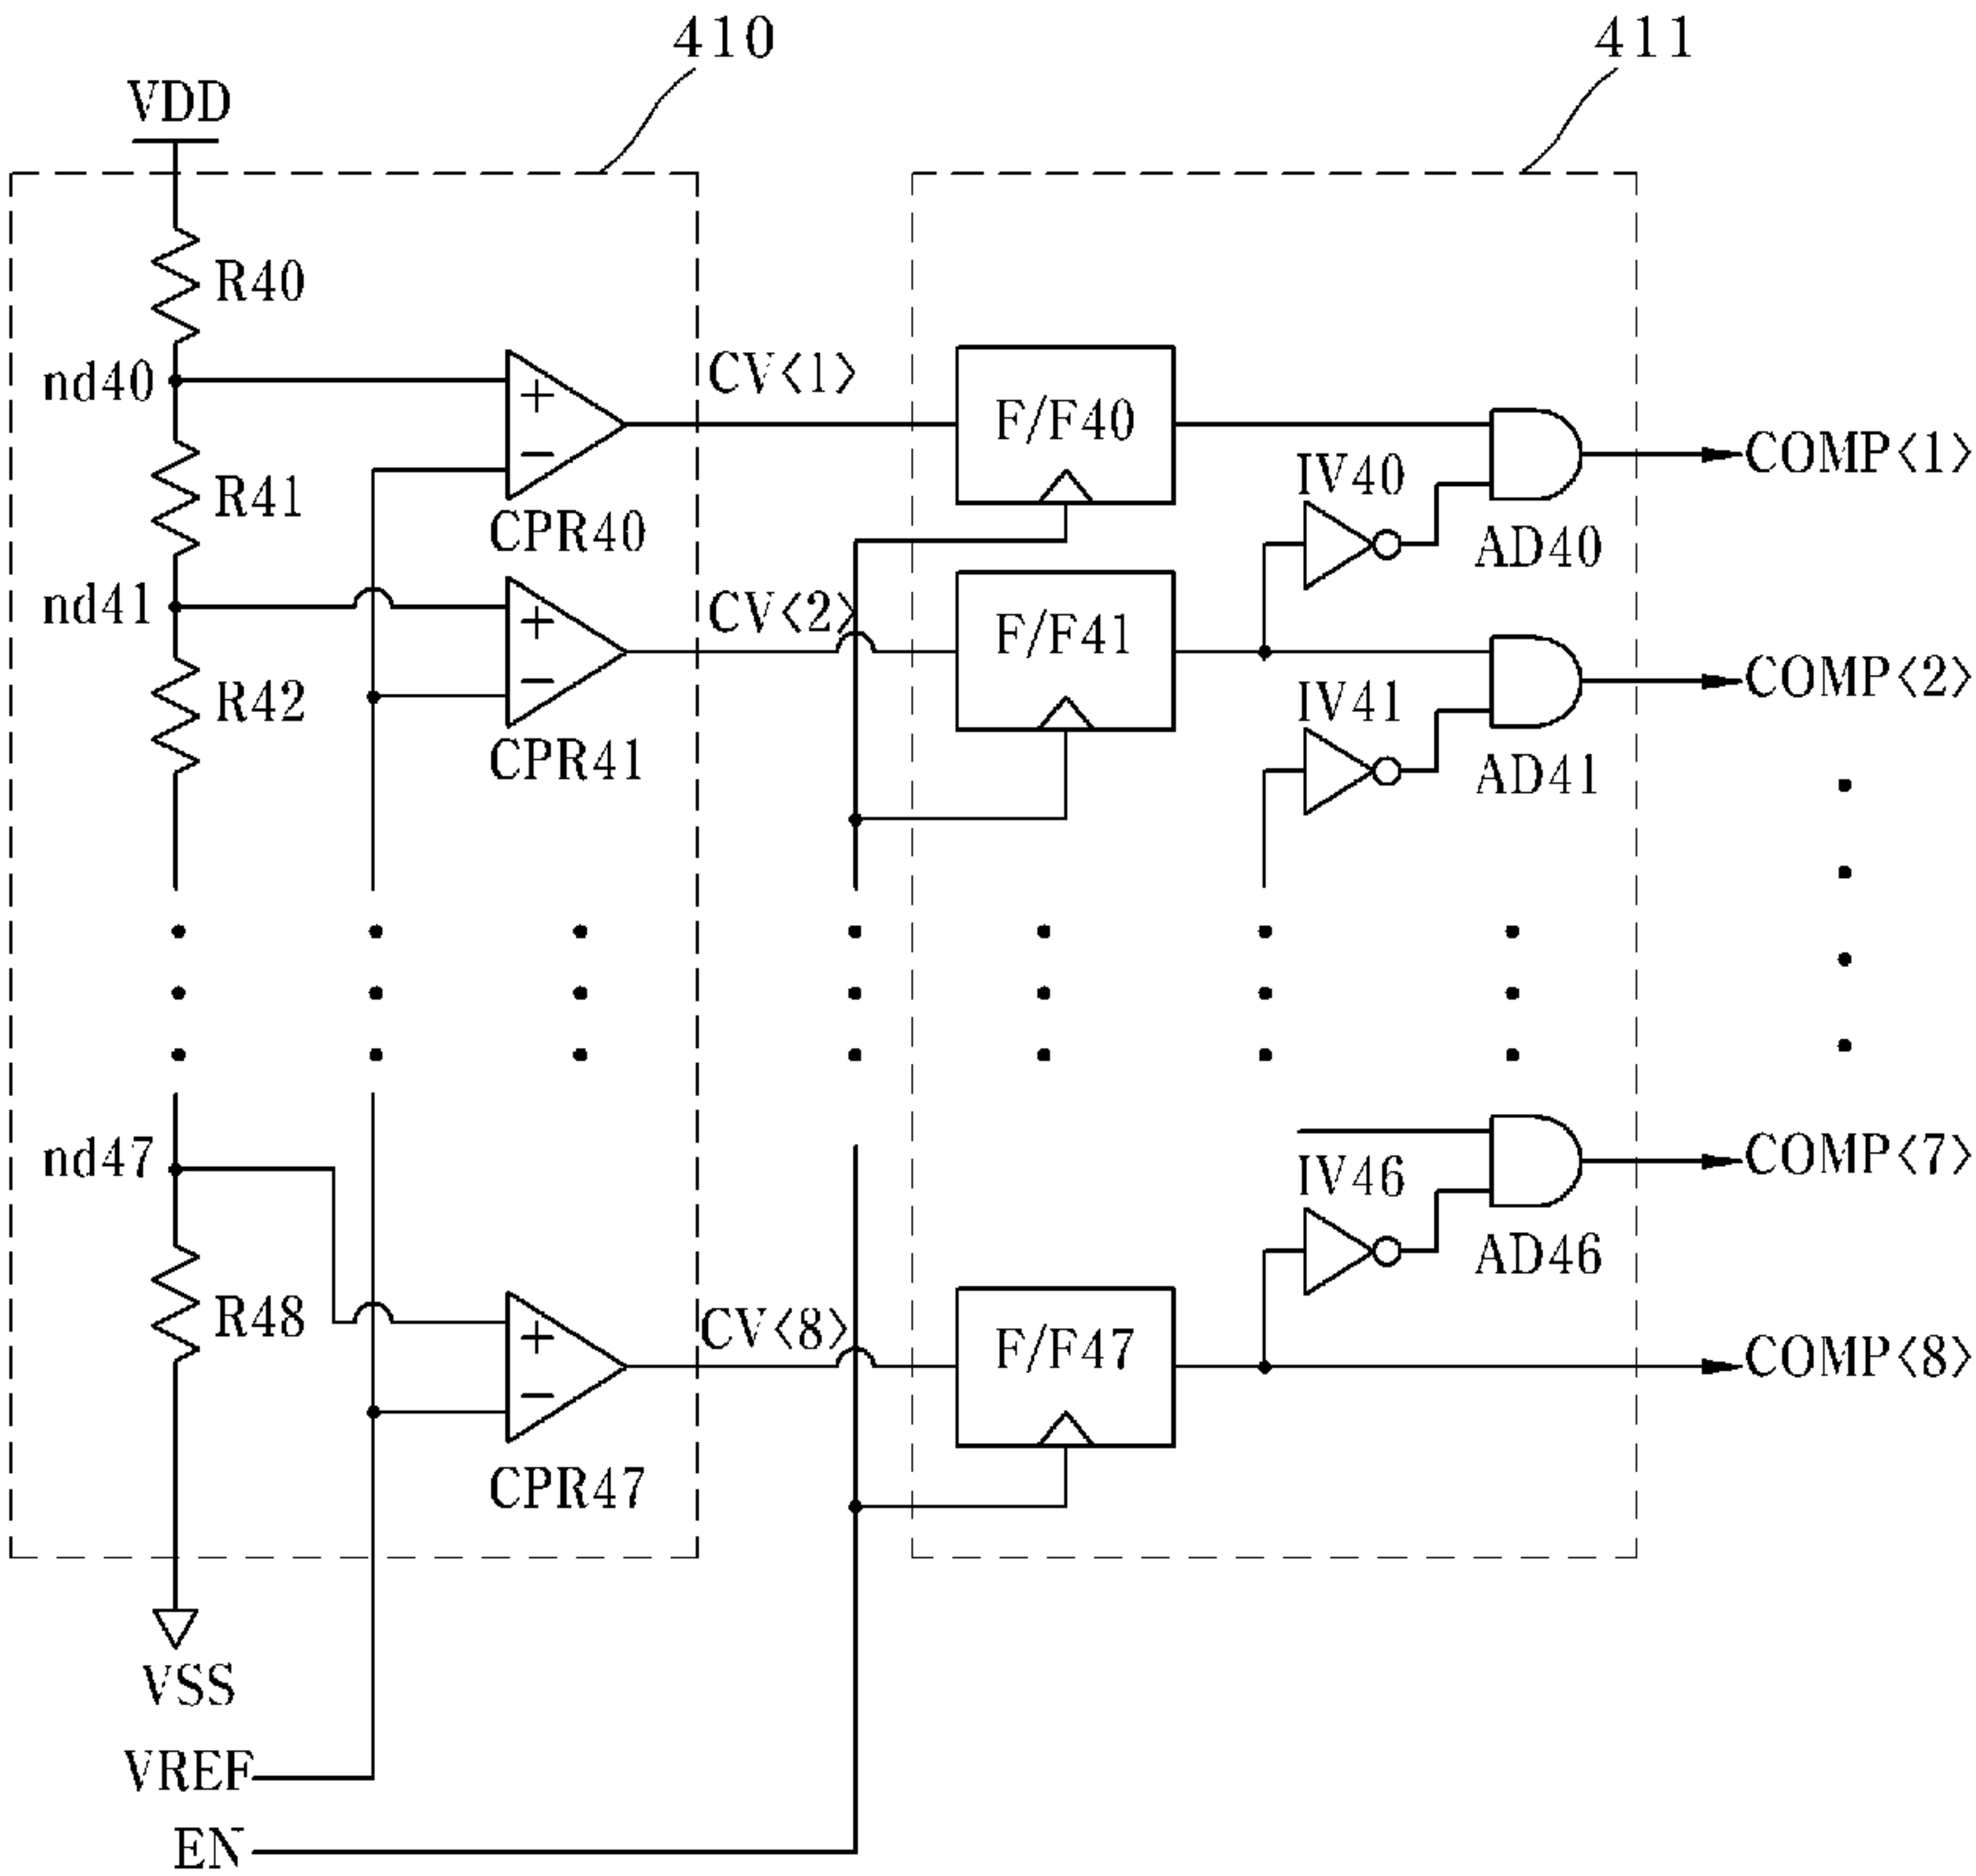 410
411
VDD
R40
nd40
CV〈1〉
F/F40
R41
CPR40
IV40
COMP〈1〉
AD40
nd41
CV〈2〉
F/F41
R42
CPR41
IV41
COMP〈2〉
AD41
nd47
IV46
COMP〈7〉
AD46
R48
CV〈8〉
F/F47
COMP〈8〉
CPR47
VSS
VREF
EN